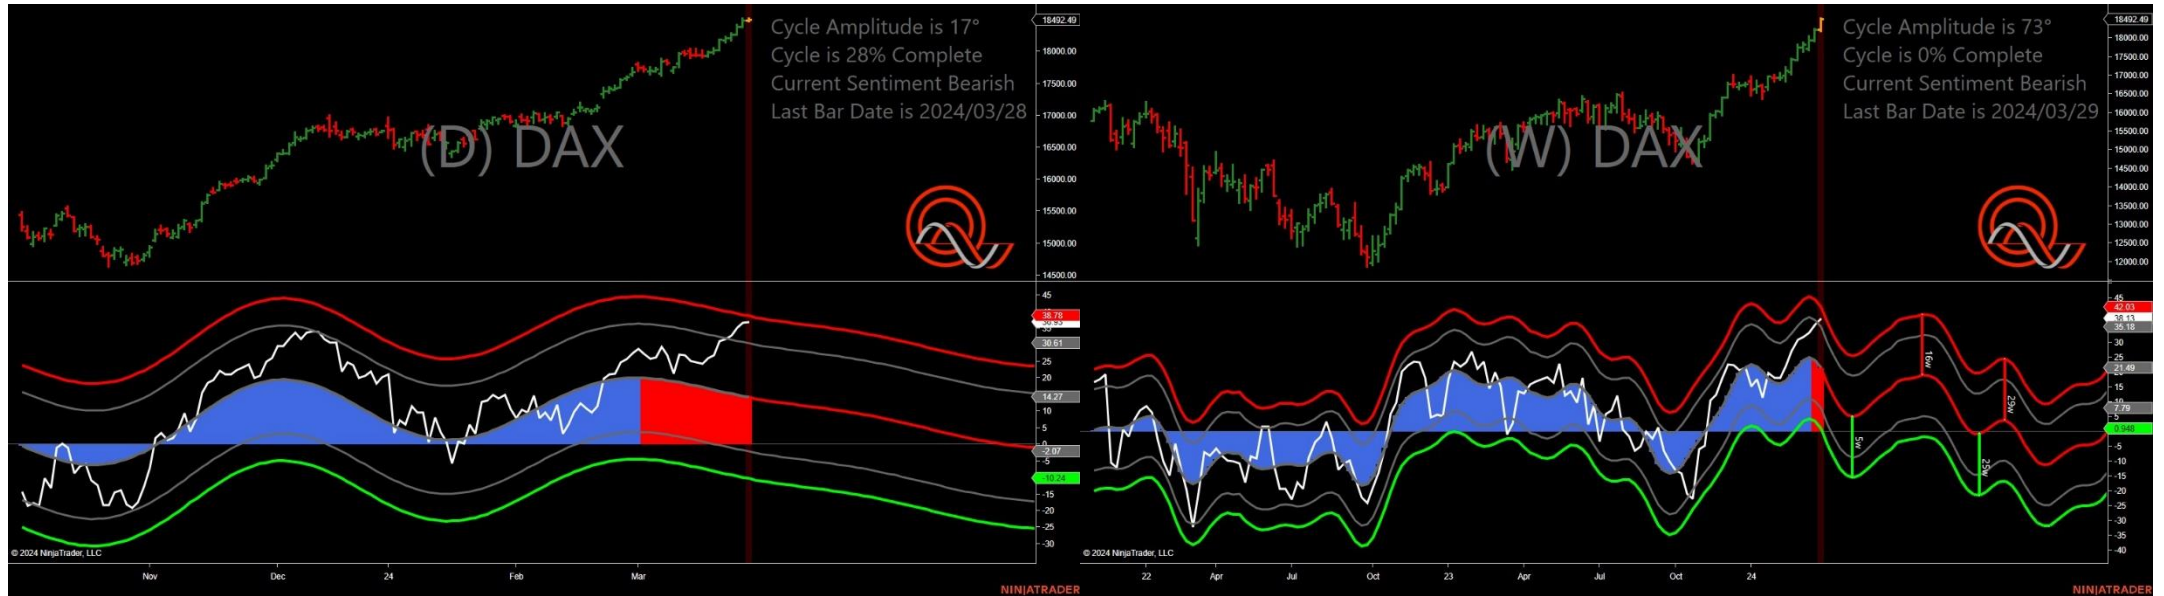 Cycle Amplitude is 17°
Cycle is 28% Complete
Current Sentiment Bearish
Last Bar Date is 2024/03/28
(D) DAX
18492.49
18000.00
17500.00
17000.00
16500.00
16000.00
15500.00
15000.00
14500.00
45
38.78
35
30.61
25
20
14.27
10
5
0
-2.07
-5
-10.24
-15
-20
-25
-30
© 2024 NinjaTrader, LLC
Nov
Dec
24
Feb
Mar
NINJATRADER
Cycle Amplitude is 73°
Cycle is 0% Complete
Current Sentiment Bearish
Last Bar Date is 2024/03/29
(W) DAX
18492.49
18000.00
17000.00
16500.00
16000.00
15500.00
15000.00
14500.00
14000.00
13500.00
13000.00
12500.00
12000.00
45
42.03
38.13
35.18
30
25
21.49
15
10
7.79
5
0.948
-5
-10
-15
-20
-25
-30
-35
-40
16w
29w
5w
25w
© 2024 NinjaTrader, LLC
22
Apr
Jul
Oct
23
Apr
Jul
Oct
24
NINJATRADER